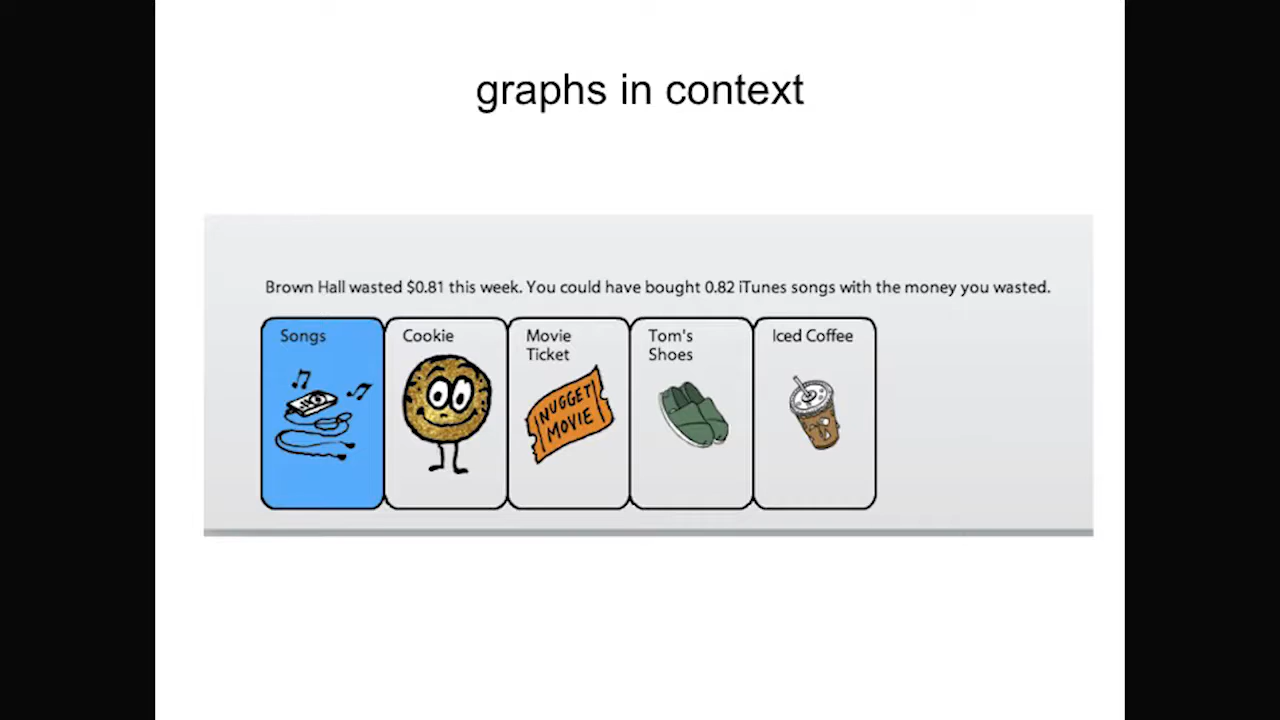 graphs in context
Brown Hall wasted $0.81 this week. You could have bought 0.82 iTunes songs with the money you wasted.
Songs
Cookie
Movie
Ticket
Tom's
Shoes
Iced Coffee
NUGGET
MOVIE